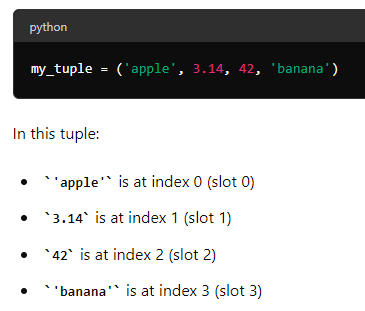 python
my_tuple = ('apple', 3.14, 42, 'banana')
In this tuple:
• `'apple'` is at index 0 (slot 0)
• `3.14` is at index 1 (slot 1)
• `42` is at index 2 (slot 2)
• `'banana'` is at index 3 (slot 3)